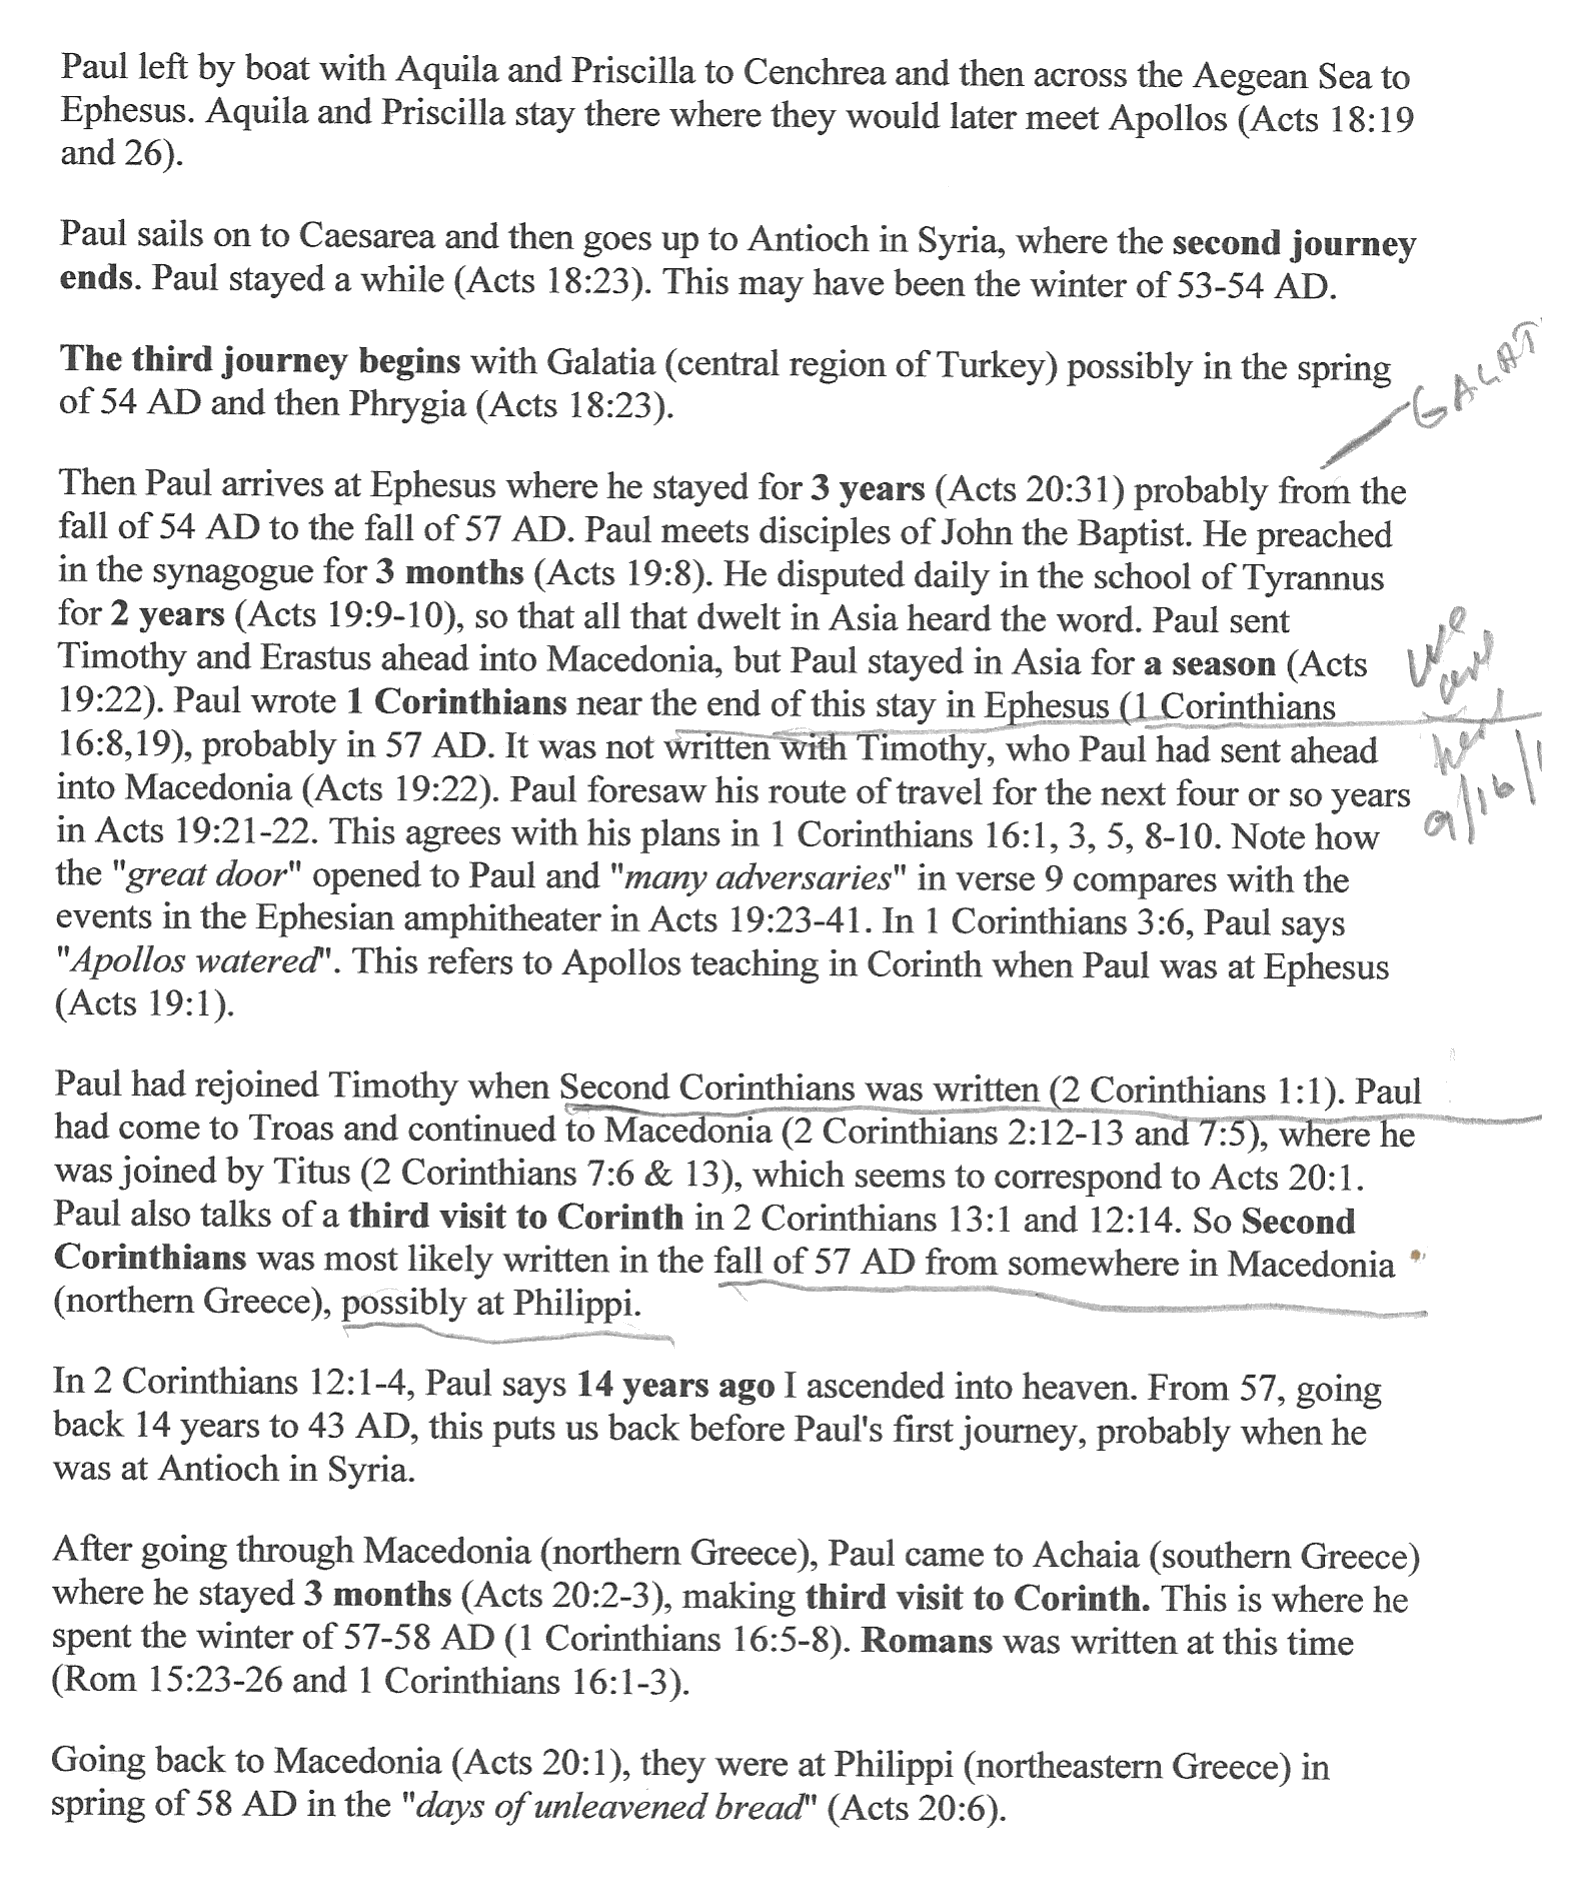 Paul left by boat with Aquila and Priscilla to Cenchrea and then across the Aegean Sea to
Ephesus. Aquila and Priscilla stay there where they would later meet Apollos (Acts 18:19
and 26).
Paul sails on to Caesarea and then goes up to Antioch in Syria, where the second journey
ends. Paul stayed a while (Acts 18:23). This may have been the winter of 53-54 AD.
The third journey begins with Galatia (central region of Turkey) possibly in the spring
of 54 AD and then Phrygia (Acts 18:23).
GALAT
Then Paul arrives at Ephesus where he stayed for 3 years (Acts 20:31) probably from the
fall of 54 AD to the fall of 57 AD. Paul meets disciples of John the Baptist. He preached
in the synagogue for 3 months (Acts 19:8). He disputed daily in the school of Tyrannus
for 2 years (Acts 19:9-10), so that all that dwelt in Asia heard the word. Paul sent
Timothy and Erastus ahead into Macedonia, but Paul stayed in Asia for a season (Acts
19:22). Paul wrote 1 Corinthians near the end of this stay in Ephesus (1 Corinthians
16:8,19), probably in 57 AD. It was not written with Timothy, who Paul had sent ahead
into Macedonia (Acts 19:22). Paul foresaw his route of travel for the next four or so years
in Acts 19:21-22. This agrees with his plans in 1 Corinthians 16:1, 3, 5, 8-10. Note how
the "great door" opened to Paul and "many adversaries" in verse 9 compares with the
events in the Ephesian amphitheater in Acts 19:23-41. In 1 Corinthians 3:6, Paul says
"Apollos watered". This refers to Apollos teaching in Corinth when Paul was at Ephesus
(Acts 19:1).
We
are
here
9/16/1
Paul had rejoined Timothy when Second Corinthians was written (2 Corinthians 1:1). Paul
had come to Troas and continued to Macedonia (2 Corinthians 2:12-13 and 7:5), where he
was joined by Titus (2 Corinthians 7:6 & 13), which seems to correspond to Acts 20:1.
Paul also talks of a third visit to Corinth in 2 Corinthians 13:1 and 12:14. So Second
Corinthians was most likely written in the fall of 57 AD from somewhere in Macedonia
(northern Greece), possibly at Philippi.
In 2 Corinthians 12:1-4, Paul says 14 years ago I ascended into heaven. From 57, going
back 14 years to 43 AD, this puts us back before Paul's first journey, probably when he
was at Antioch in Syria.
After going through Macedonia (northern Greece), Paul came to Achaia (southern Greece)
where he stayed 3 months (Acts 20:2-3), making third visit to Corinth. This is where he
spent the winter of 57-58 AD (1 Corinthians 16:5-8). Romans was written at this time
(Rom 15:23-26 and 1 Corinthians 16:1-3).
Going back to Macedonia (Acts 20:1), they were at Philippi (northeastern Greece) in
spring of 58 AD in the "days of unleavened bread" (Acts 20:6).